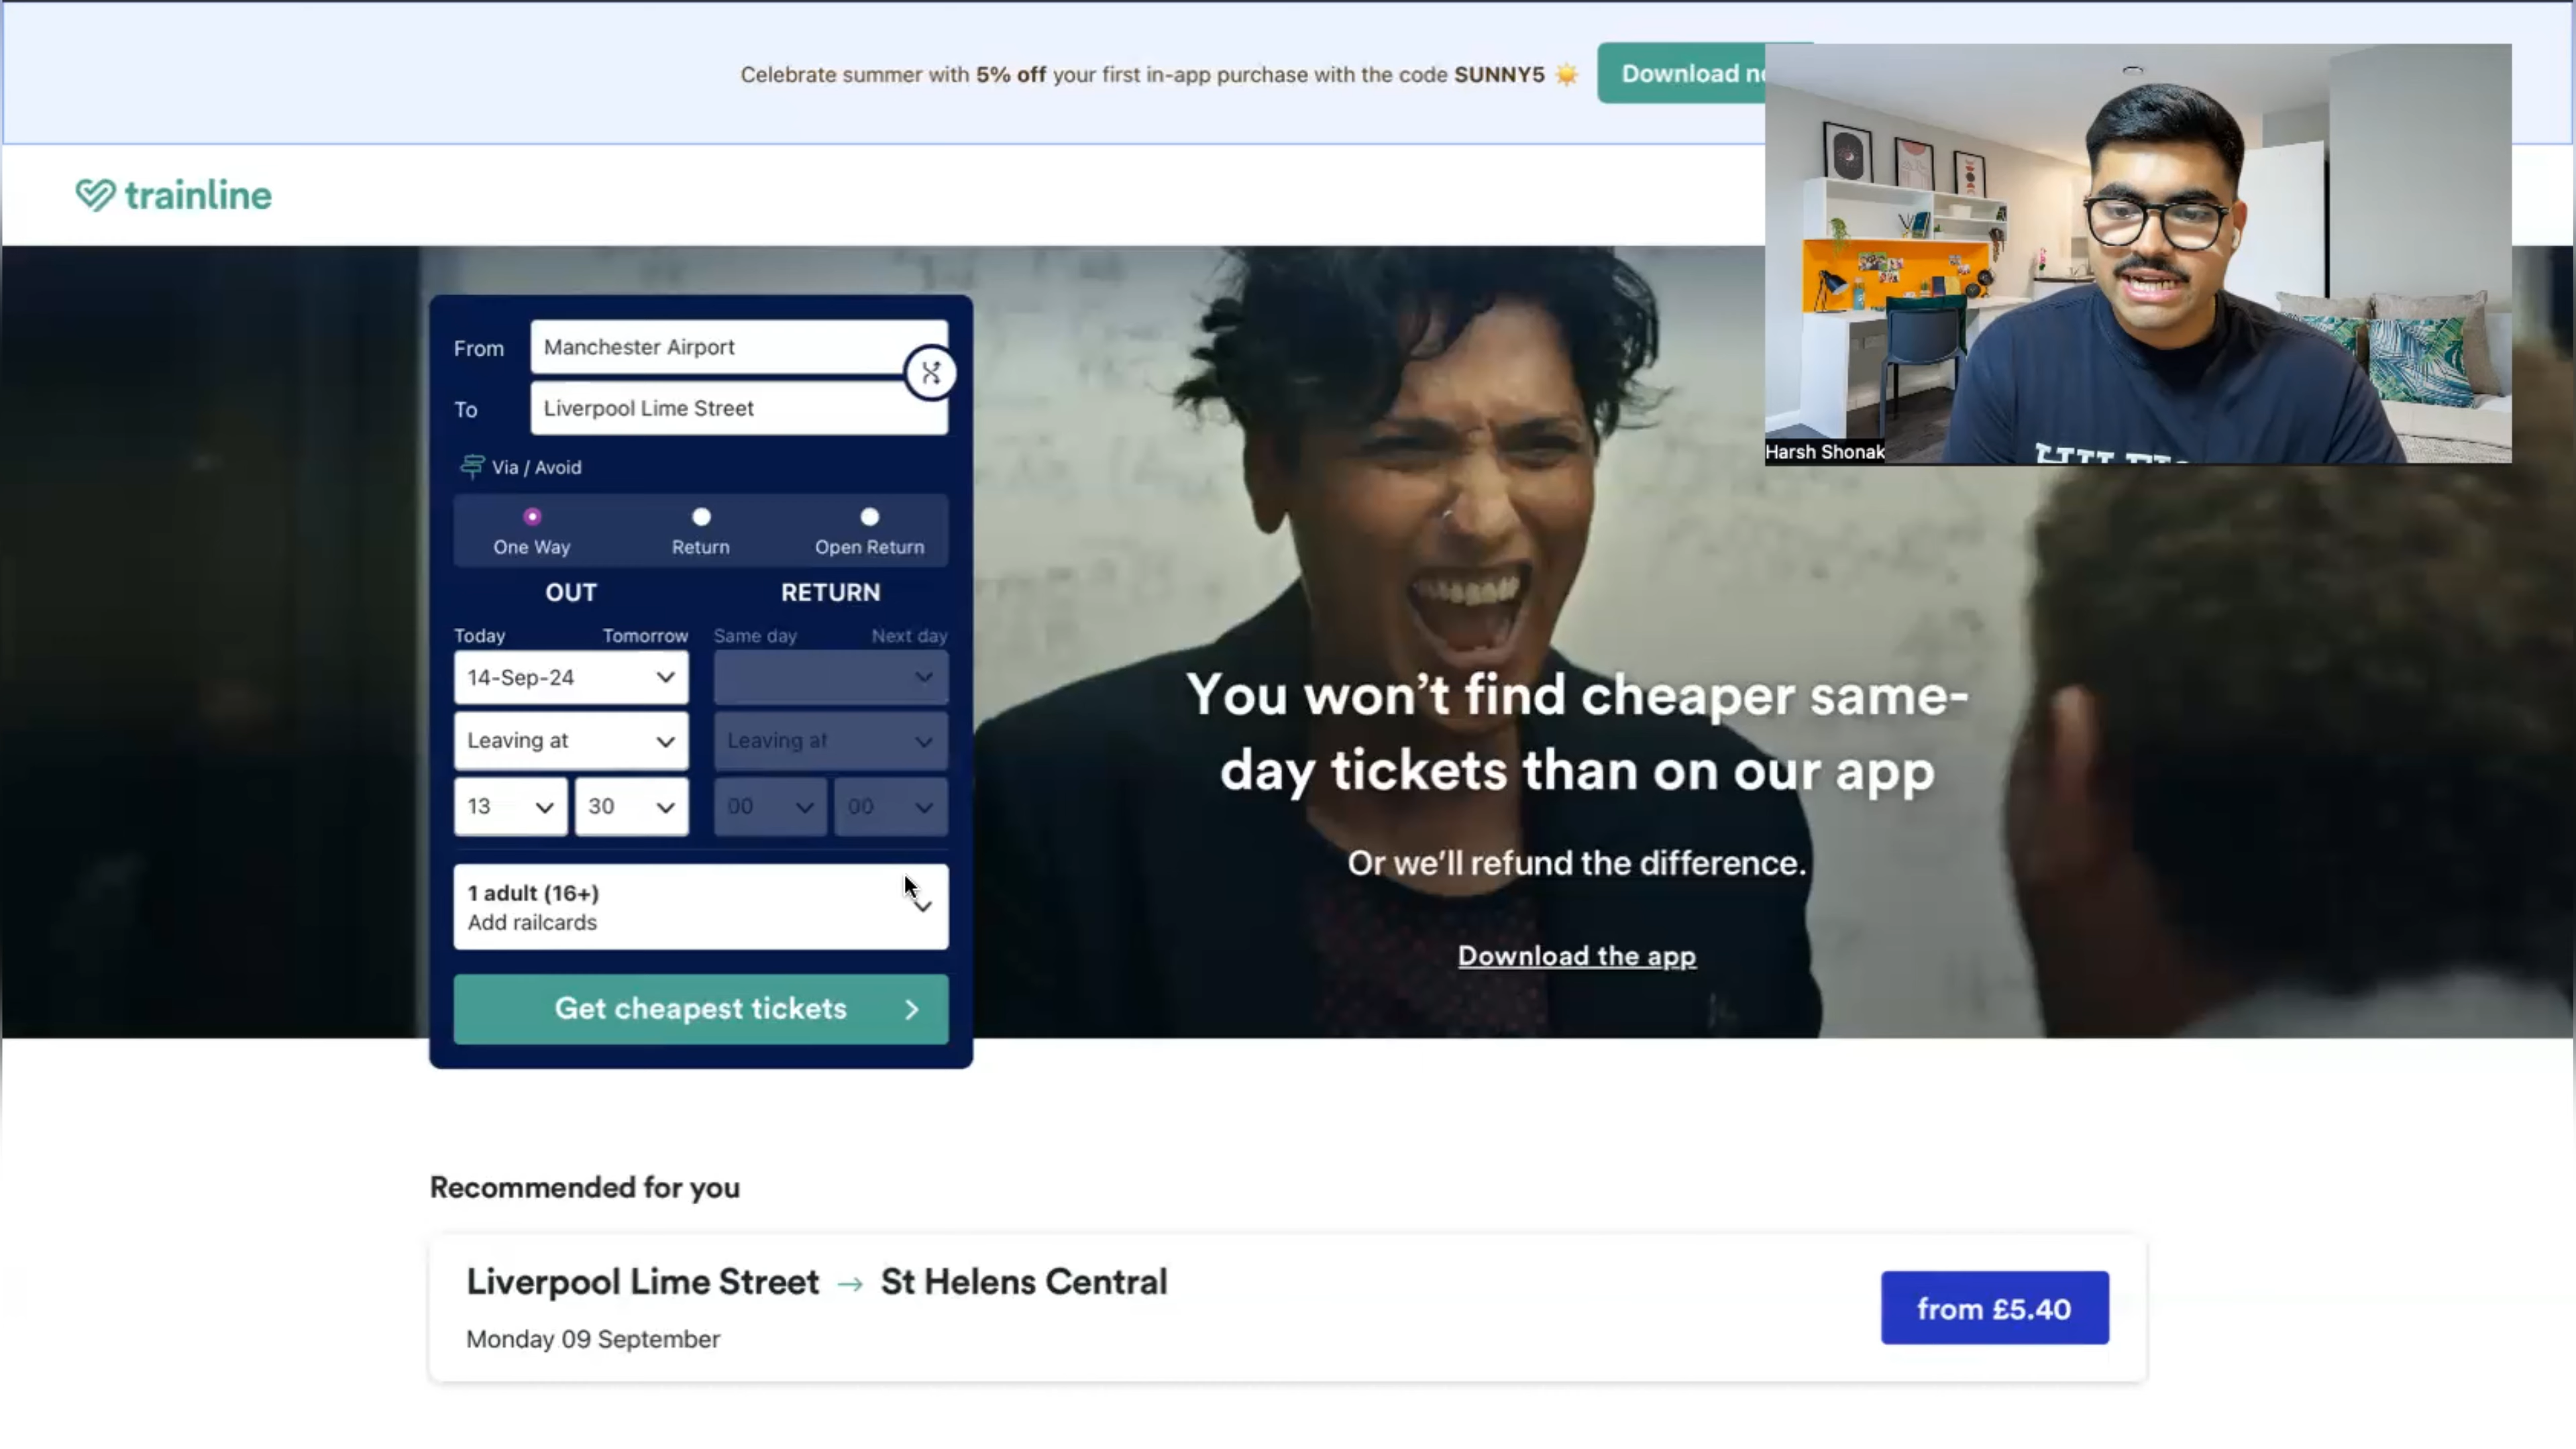 Celebrate summer with 5% off your first in-app purchase with the code SUNNY5 ☀️
Download
trainline
From
Manchester Airport
To
Liverpool Lime Street
Via / Avoid
One Way
Return
Open Return
OUT
RETURN
Today
Tomorrow
Same day
Next day
14-Sep-24
Leaving at
Leaving at
13
30
00
00
1 adult (16+)
Add railcards
Get cheapest tickets
You won't find cheaper same-
day tickets than on our app
Or we'll refund the difference.
Download the app
Harsh Shonak
Recommended for you
Liverpool Lime Street → St Helens Central
Monday 09 September
from £5.40